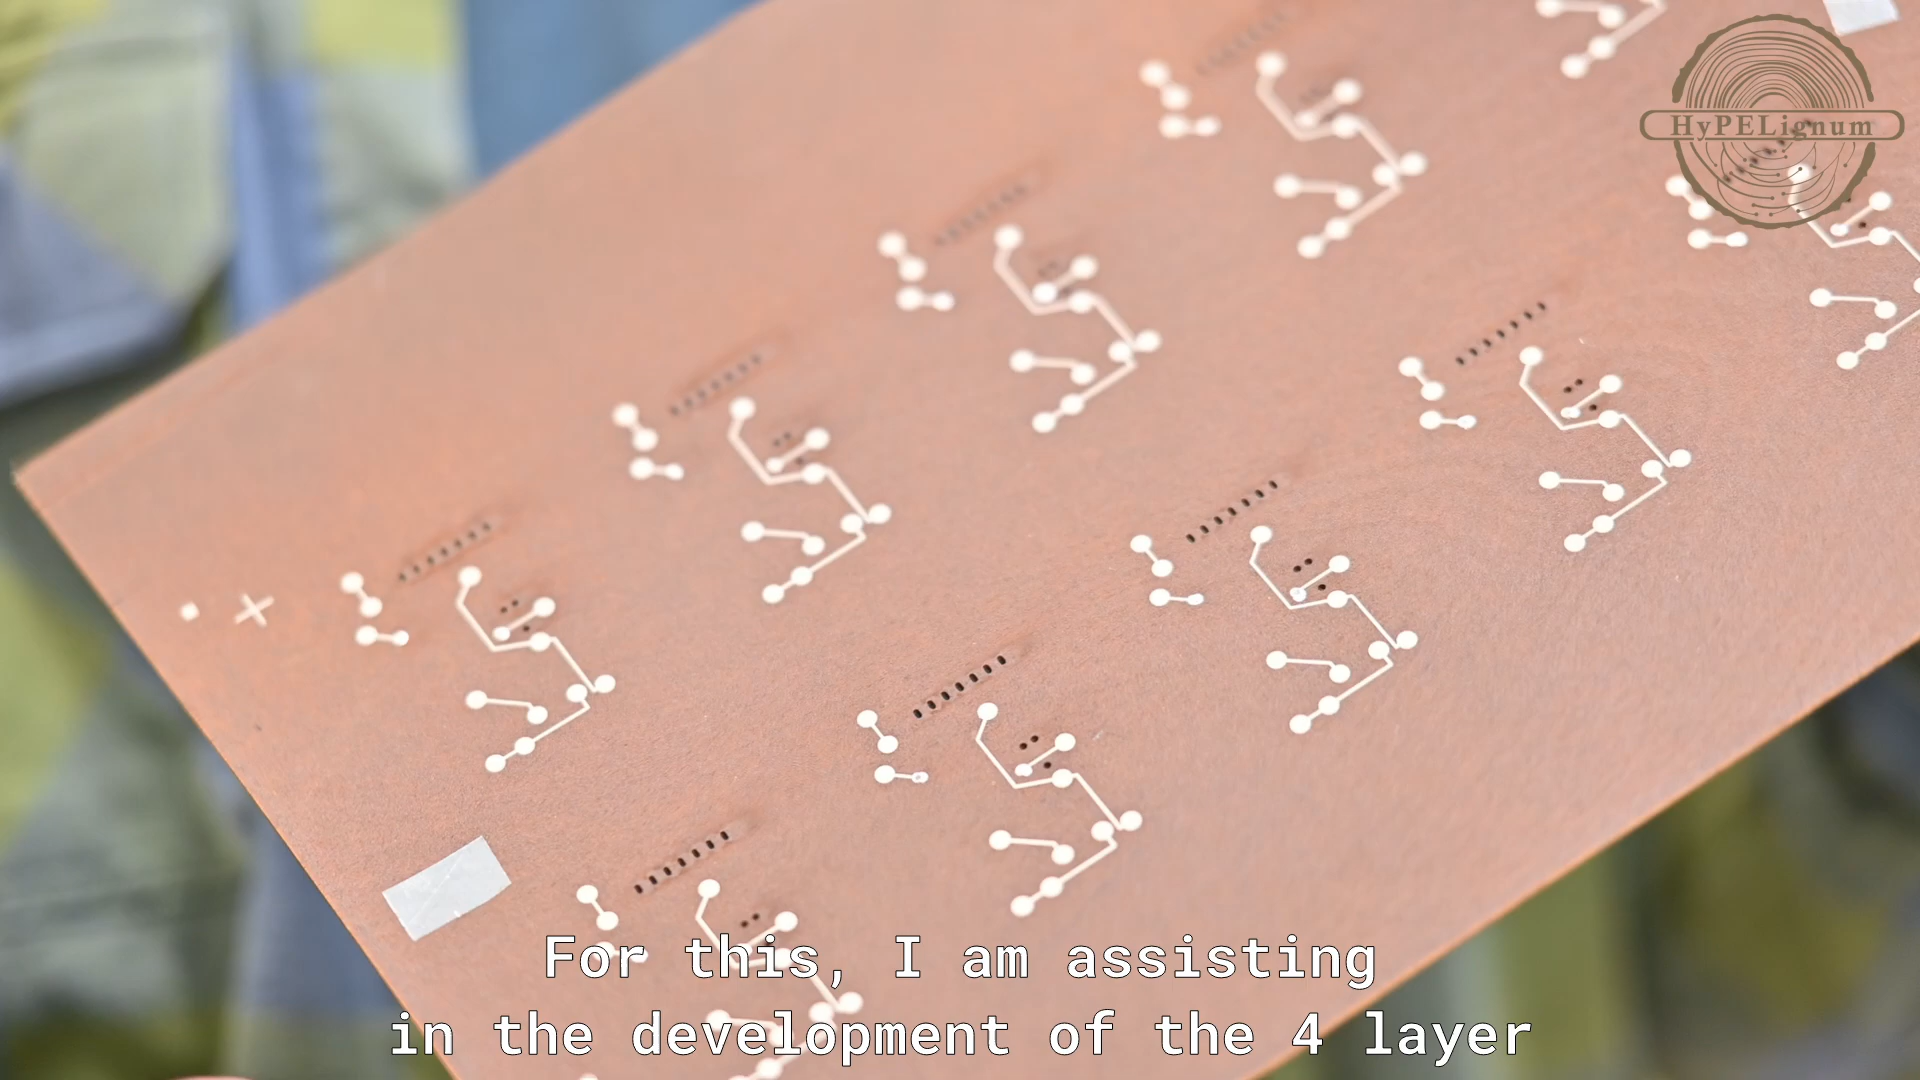 HyPELignum
For this, I am assisting
in the development of the 4 layer